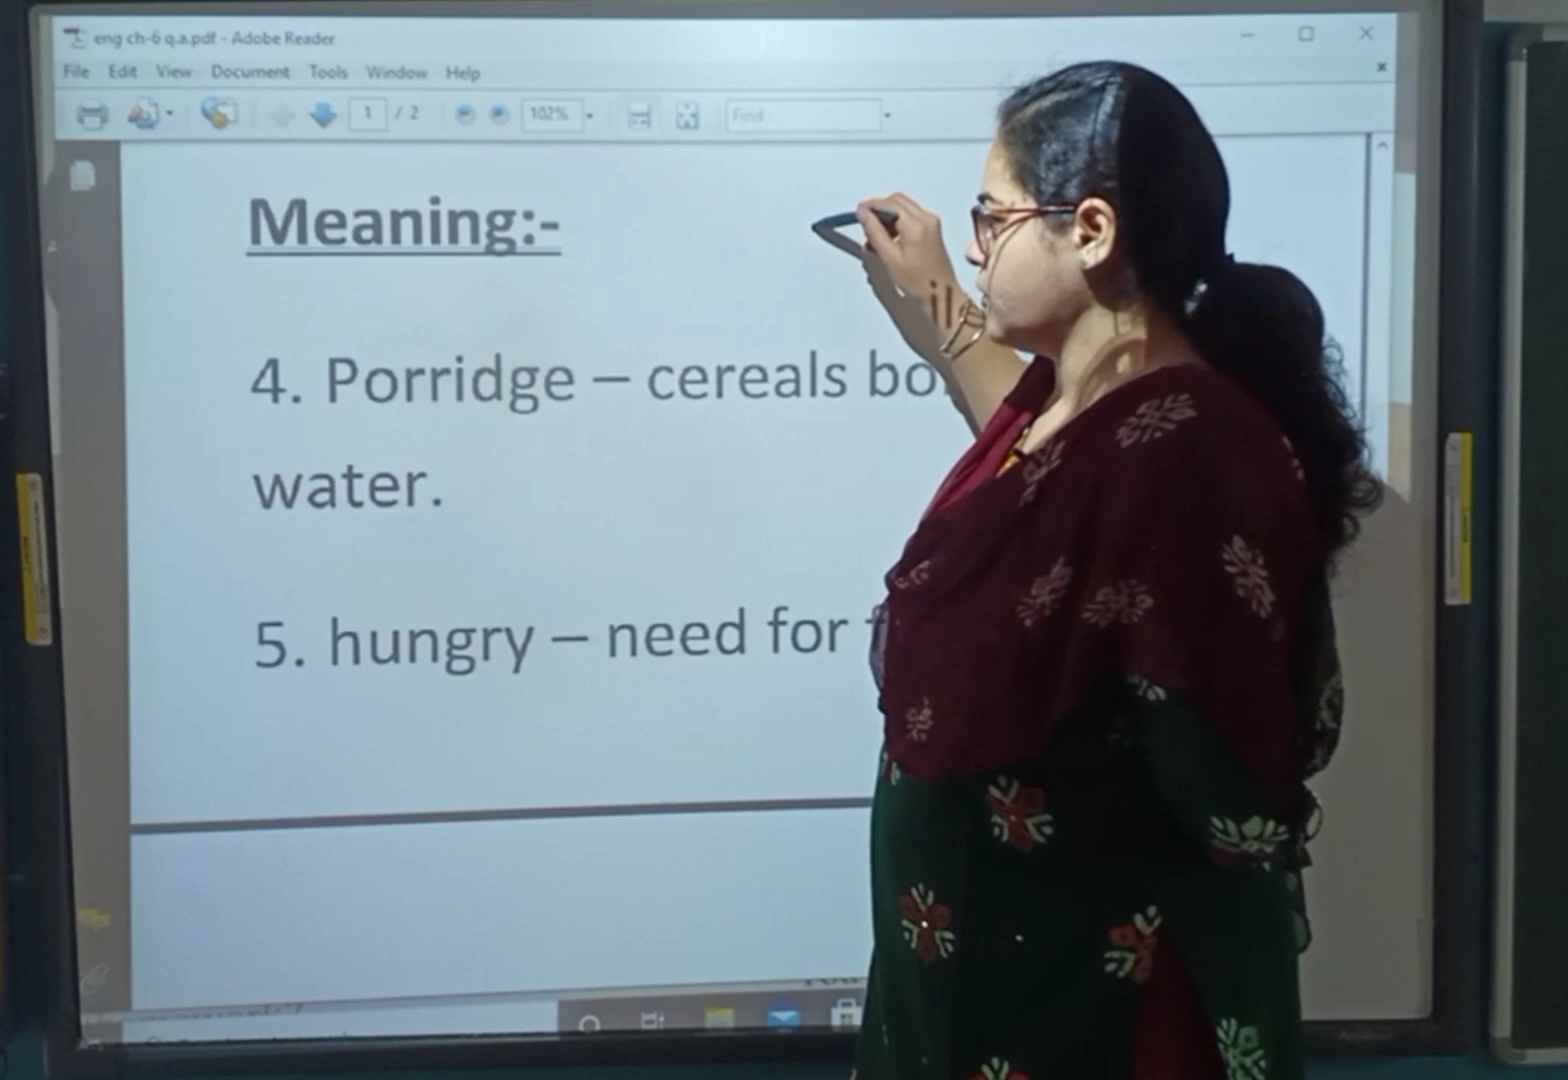 eng ch-6 q.a.pdf - Adobe Reader
File Edit View Document Tools Window Help
1 / 2 102% Find
Meaning:-
4. Porridge – cereals bo
water.
5. hungry – need for